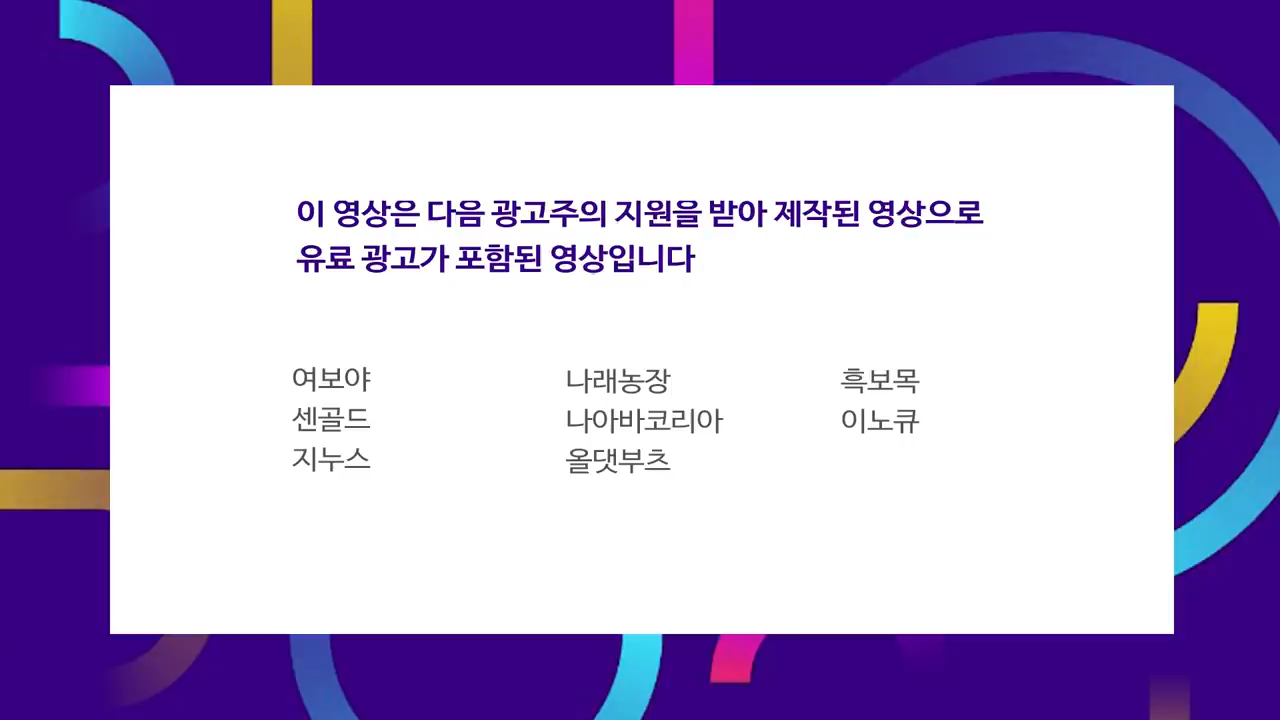 이 영상은 다음 광고주의 지원을 받아 제작된 영상으로
유료 광고가 포함된 영상입니다
여보야
센골드
지누스
나래농장
나아바코리아
올댓부츠
흑보목
이노큐